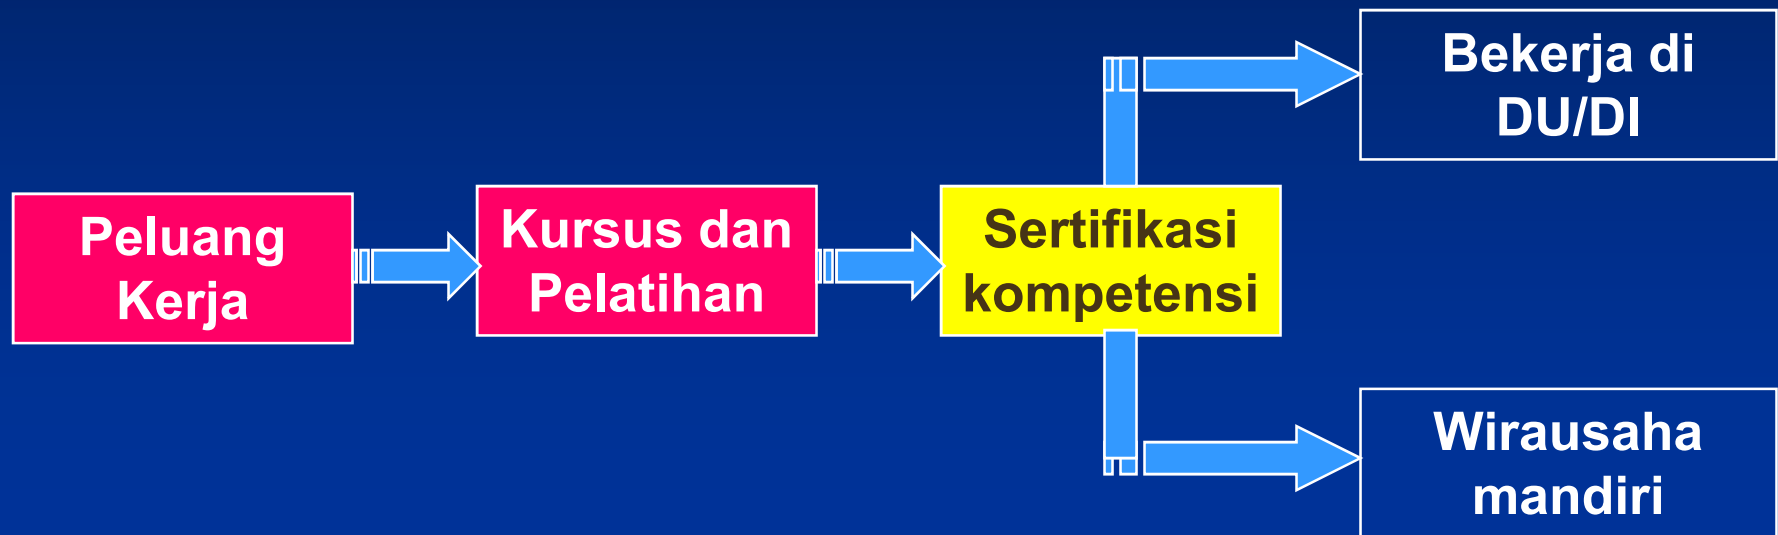 Peluang
Kerja
Kursus dan
Pelatihan
Sertifikasi
kompetensi
Bekerja di
DU/DI
Wirausaha
mandiri